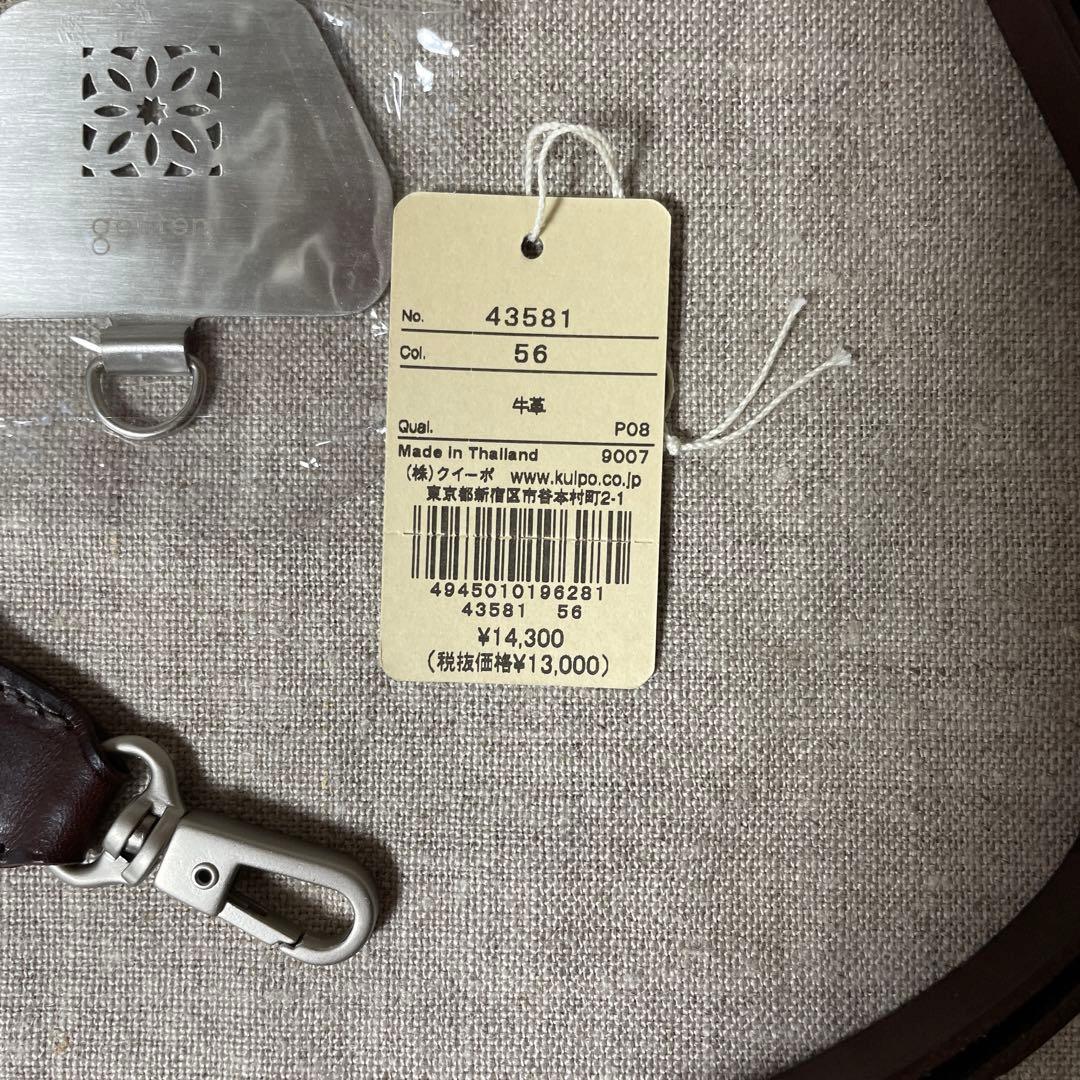 genten
No. 43581
Col. 56
牛革
Qual. P08
Made in Thailand 9007
(株)クイーポ www.kuipo.co.jp
東京都新宿区市谷本村町2-1
4945010196281
43581 56
¥14,300
(税抜価格¥13,000)